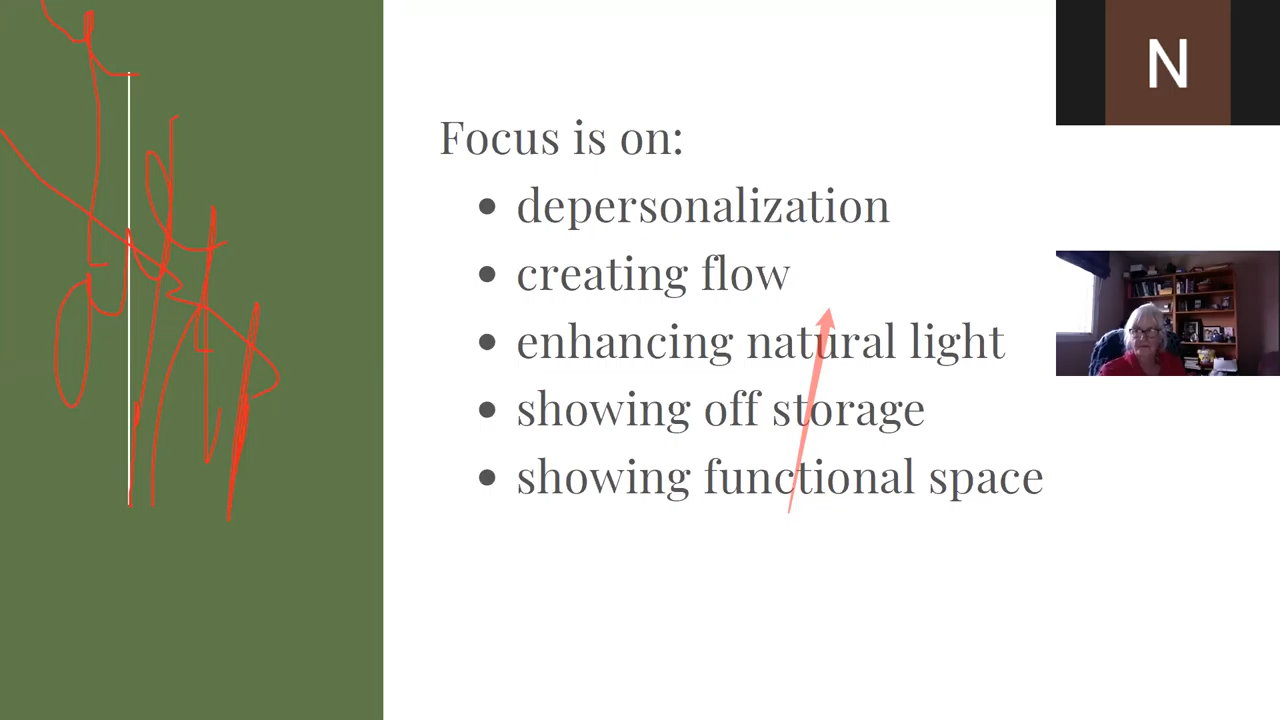 Focus is on:
• depersonalization
• creating flow
• enhancing natural light
• showing off storage
• showing functional space
N